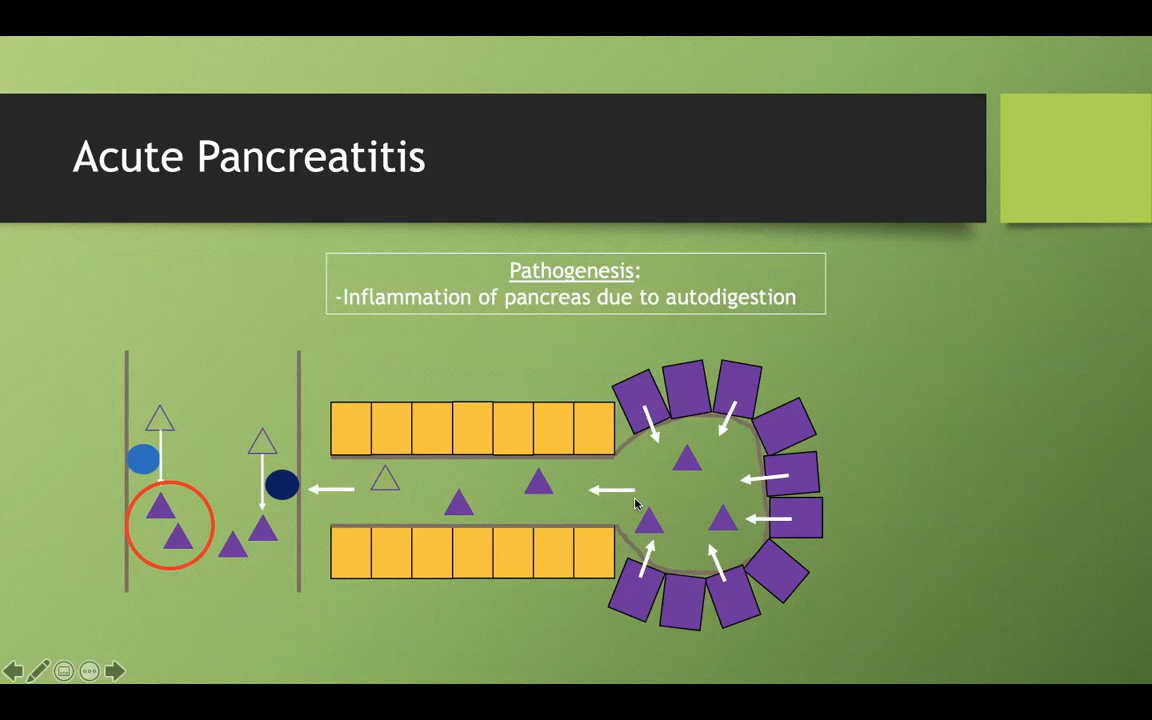 Acute Pancreatitis
Pathogenesis:
-Inflammation of pancreas due to autodigestion